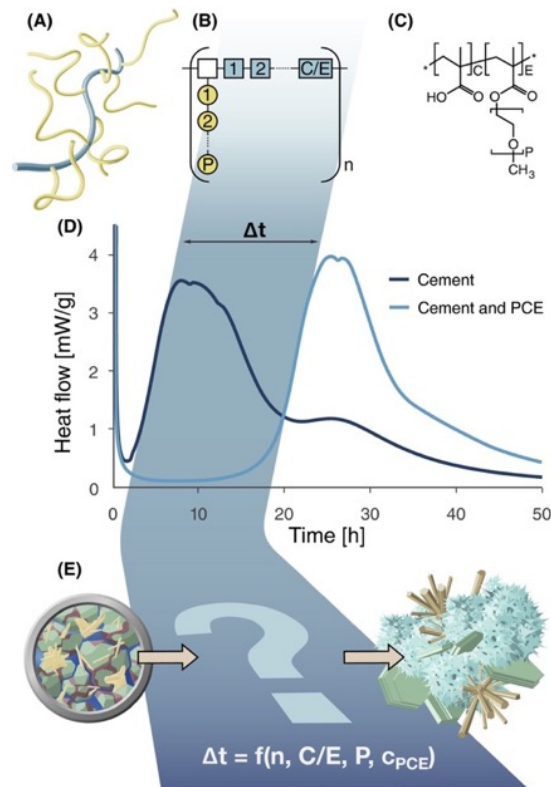 (A)
(B)
(C)
1 2 C/E
1
2
P
n
* C E *
HO O O O
O
P
CH₃
(D)
Δt
Heat flow [mW/g]
4
3
2
1
0
Cement
Cement and PCE
0 10 20 30 40 50
Time [h]
(E)
?
Δt = f(n, C/E, P, cPCE)